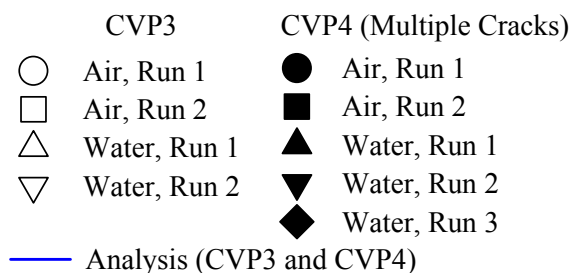 CVP3 CVP4 (Multiple Cracks)
Air, Run 1 Air, Run 1
Air, Run 2 Air, Run 2
Water, Run 1 Water, Run 1
Water, Run 2 Water, Run 2
Water, Run 3
Analysis (CVP3 and CVP4)